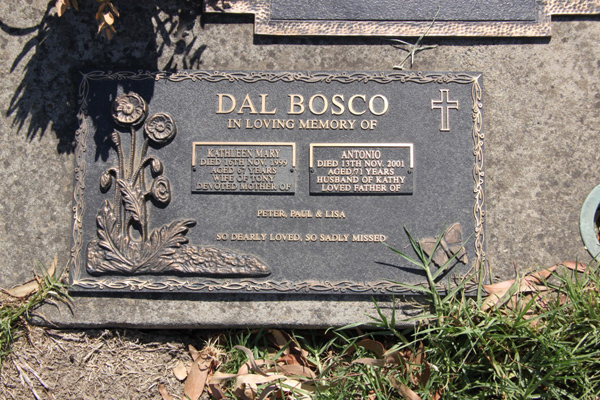 DAL BOSCO
IN LOVING MEMORY OF
KATHLEEN MARY
DIED 16TH NOV. 1999
AGED 67 YEARS
WIFE OF TONY
DEVOTED MOTHER OF
ANTONIO
DIED 13TH NOV. 2001
AGED 71 YEARS
HUSBAND OF KATHY
LOVED FATHER OF
PETER, PAUL & LISA
SO DEARLY LOVED, SO SADLY MISSED